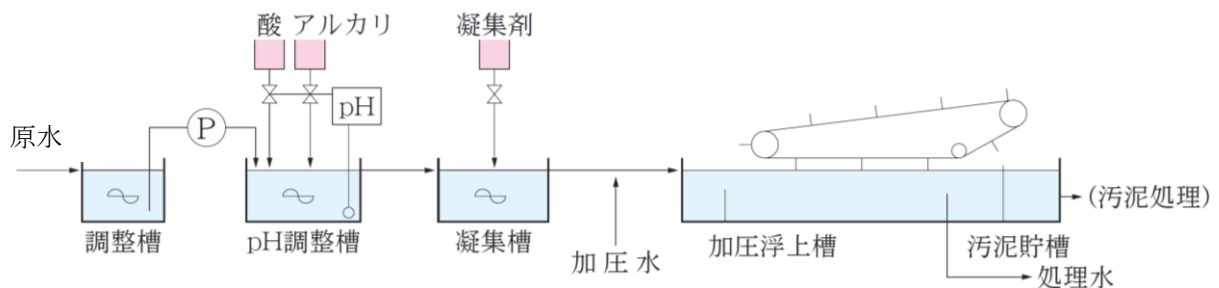 酸 アルカリ
凝集剤
pH
P
原水
調整槽
pH調整槽
凝集槽
加圧水
加圧浮上槽
汚泥貯槽
(汚泥処理)
処理水